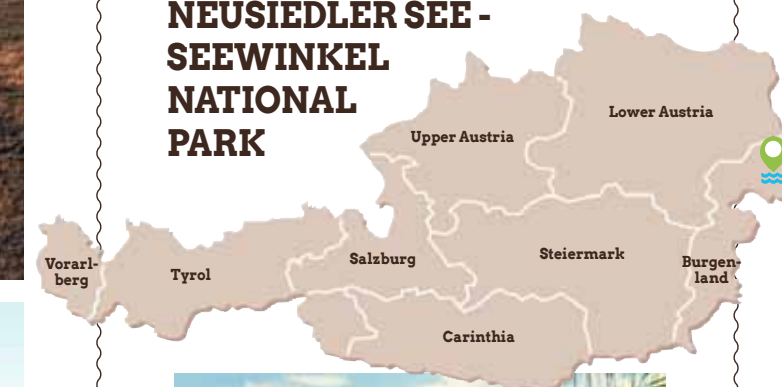 NEUSIEDLER SEE -
SEEWINKEL
NATIONAL
PARK
Lower Austria
Upper Austria
Vorarl-
berg
Tyrol
Salzburg
Steiermark
Burgen-
land
Carinthia